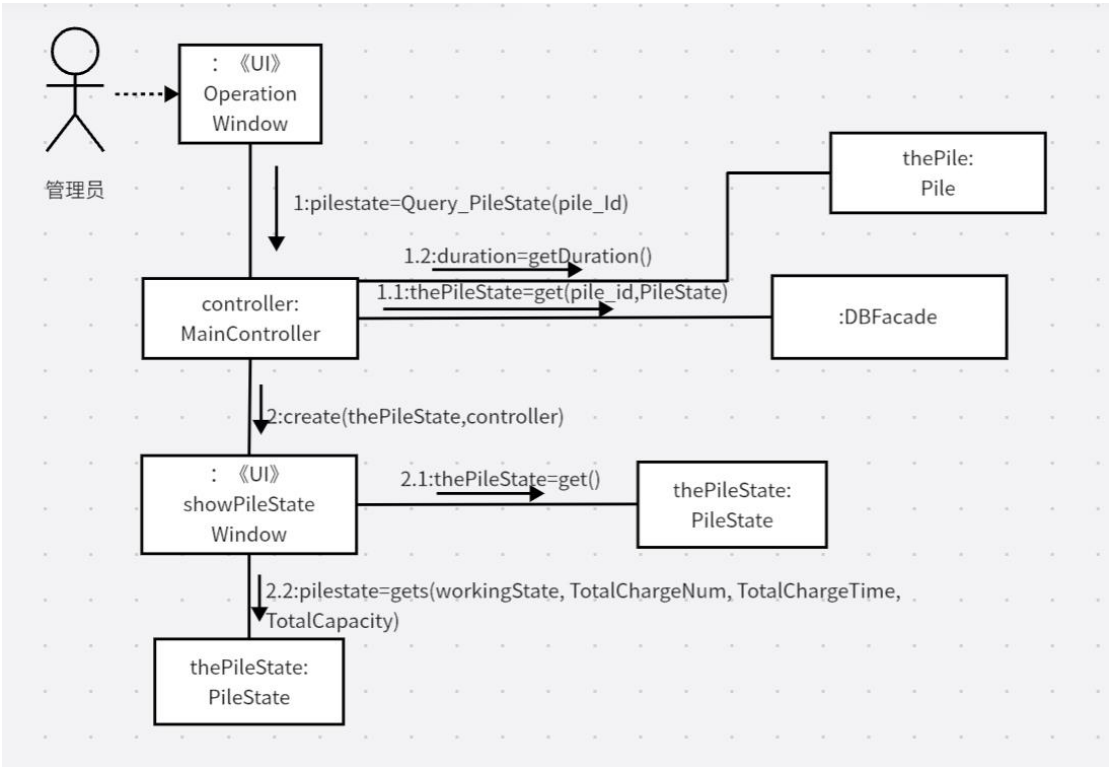 : 《UI》
Operation
Window
管理员
1:pilestate=Query_PileState(pile_Id)
thePile:
Pile
1.2:duration=getDuration()
1.1:thePileState=get(pile_id,PileState)
controller:
MainController
:DBFacade
2:create(thePileState,controller)
: 《UI》
showPileState
Window
2.1:thePileState=get()
thePileState:
PileState
2.2:pilestate=gets(workingState, TotalChargeNum, TotalChargeTime,
TotalCapacity)
thePileState:
PileState